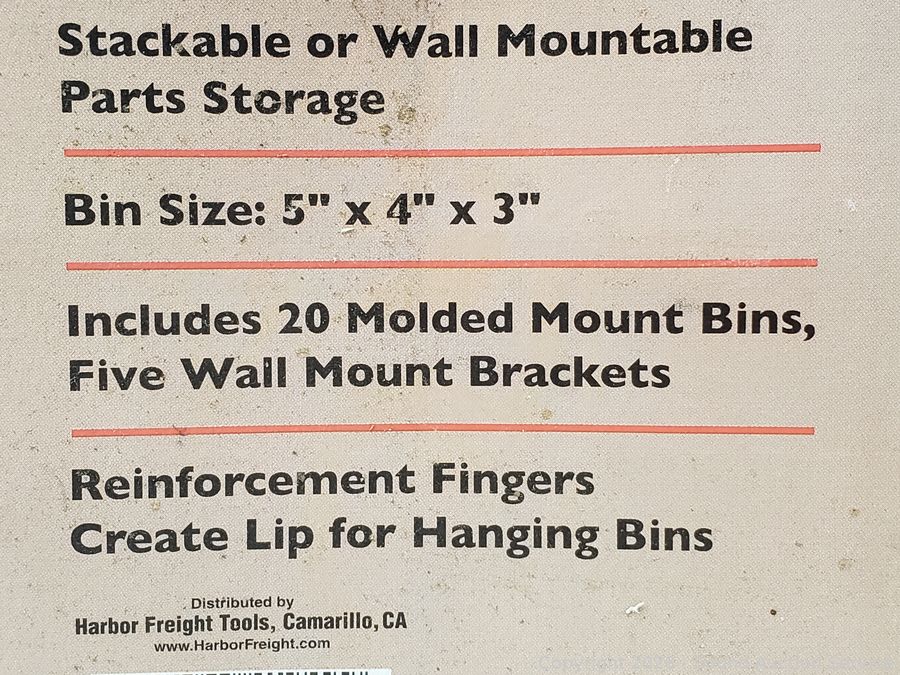 Stackable or Wall Mountable
Parts Storage
Bin Size: 5" x 4" x 3"
Includes 20 Molded Mount Bins,
Five Wall Mount Brackets
Reinforcement Fingers
Create Lip for Hanging Bins
Distributed by
Harbor Freight Tools, Camarillo, CA
www.HarborFreight.com